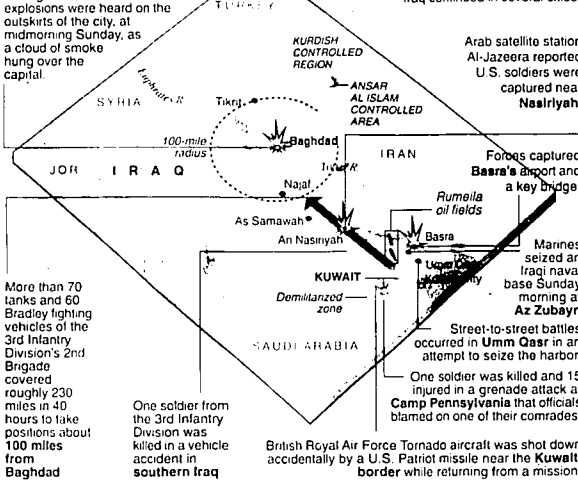 explosions were heard on the
outskirts of the city, at
midmorning Sunday, as
a cloud of smoke
hung over the
capital.
TURKEY
KURDISH
CONTROLLED
REGION
ANSAR
AL ISLAM
CONTROLLED
AREA
Arab satellite station
Al-Jazeera reported
U.S. soldiers were
captured near
Nasiriyah
SYRIA
Euphrates R.
Tikrit
100-mile
radius
Baghdad
IRAN
JOR
IRAQ
Najaf
As Samawah
An Nasiriyah
Rumeila
oil fields
Basra
Forces captured
Basra's airport and
a key bridge
KUWAIT
Demilitarized
zone
Marines
seized an
Iraqi nava
base Sunday
morning a
Az Zubayr
SAUDI ARABIA
Street-to-street battles
occurred in Umm Qasr in an
attempt to seize the harbor
One soldier was killed and 15
injured in a grenade attack a
Camp Pennsylvania that officials
blamed on one of their comrades
More than 70
tanks and 60
Bradley fighting
vehicles of the
3rd Infantry
Division's 2nd
Brigade
covered
roughly 230
miles in 40
hours to take
positions about
100 miles
from
Baghdad
One soldier from
the 3rd Infantry
Division was
killed in a vehicle
accident in
southern Iraq
British Royal Air Force Tornado aircraft was shot down
accidentally by a U.S. Patriot missile near the Kuwait
border while returning from a mission